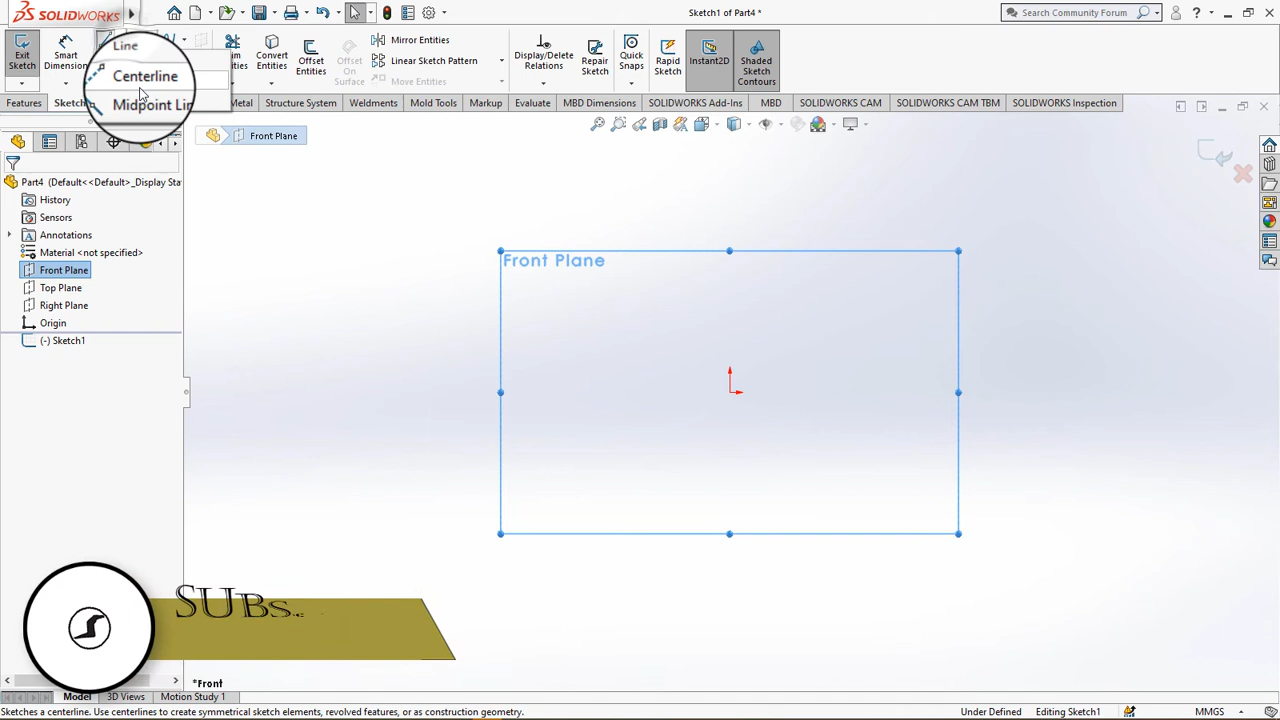 SOLIDWORKS
Sketch1 of Part4 *
Search Community Forum
Line
Centerline
Exit
Sketch
Smart
Dimension
Convert
Entities
Offset
Entities
Offset
On
Surface
Mirror Entities
Linear Sketch Pattern
Move Entities
Display/Delete
Relations
Repair
Sketch
Quick
Snaps
Rapid
Sketch
Instant2D
Shaded
Sketch
Contours
Features
Metal
Structure System
Weldments
Mold Tools
Markup
Evaluate
MBD Dimensions
SOLIDWORKS Add-Ins
MBD
SOLIDWORKS CAM
SOLIDWORKS CAM TBM
SOLIDWORKS Inspection
Front Plane
Part4 (Default<<Default>_Display Sta
History
Sensors
Annotations
Material <not specified>
Front Plane
Top Plane
Right Plane
Origin
(-) Sketch1
Front Plane
SUBS
*Front
Model
3D Views
Motion Study 1
Sketches a centerline. Use centerlines to create symmetrical sketch elements, revolved features, or as construction geometry.
Under Defined
Editing Sketch1
MMGS